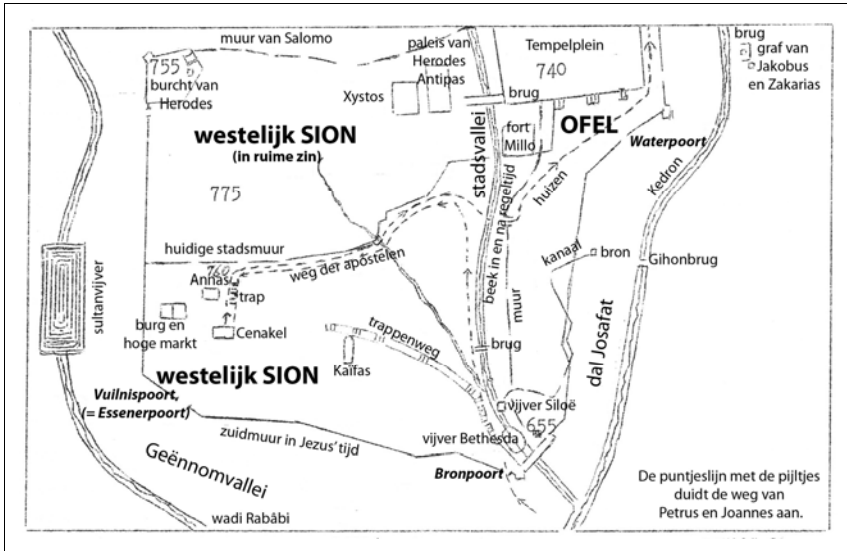 muur van Salomo
paleis van
Herodes
Antipas
Tempelplein
740
brug
graf van
Jakobus
en Zakarias
755
burcht van
Herodes
Xystos
brug
fort
Millo
OFEL
westelijk SION
(in ruime zin)
Waterpoort
stadsvallei
775
huizen
Kedron
beek in en na regeltijd
huidige stadsmuur
weg der apostelen
kanaal
bron
Gihonbrug
760
Annas
trap
sultanvijver
burg en
hoge markt
Cenakel
muur
trappenweg
brug
dal Josafat
westelijk SION
Kaïfas
Vuilnispoort,
(= Essenerpoort)
vijver Siloë
655
zuidmuur in Jezus' tijd
vijver Bethesda
Geënnomvallei
Bronpoort
De puntjeslijn met de pijltjes
duidt de weg van
Petrus en Joannes aan.
wadi Rabâbi